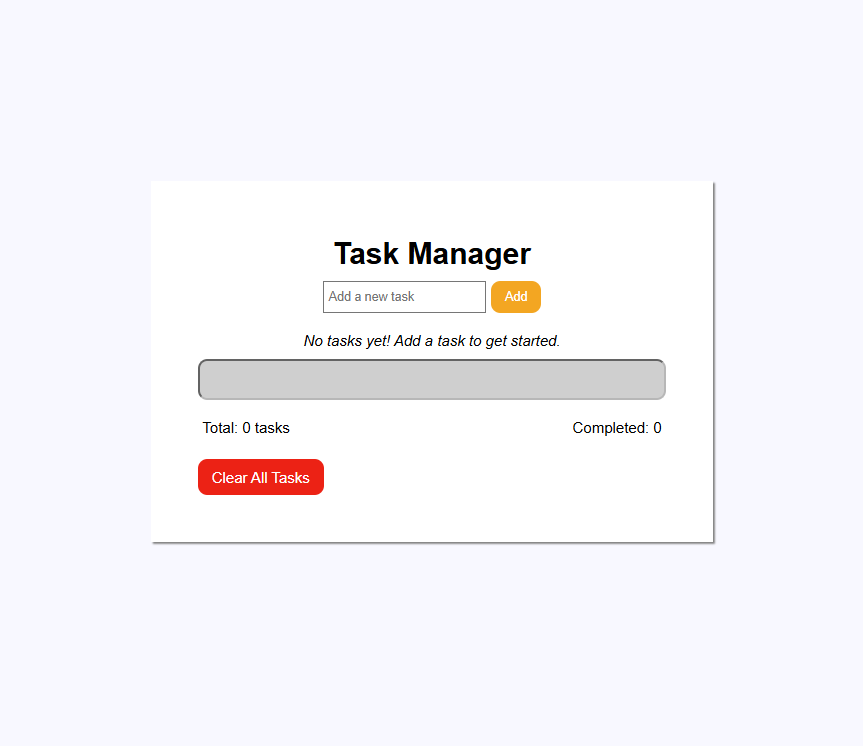 Task Manager
Add a new task Add
No tasks yet! Add a task to get started.
Total: 0 tasks Completed: 0
Clear All Tasks